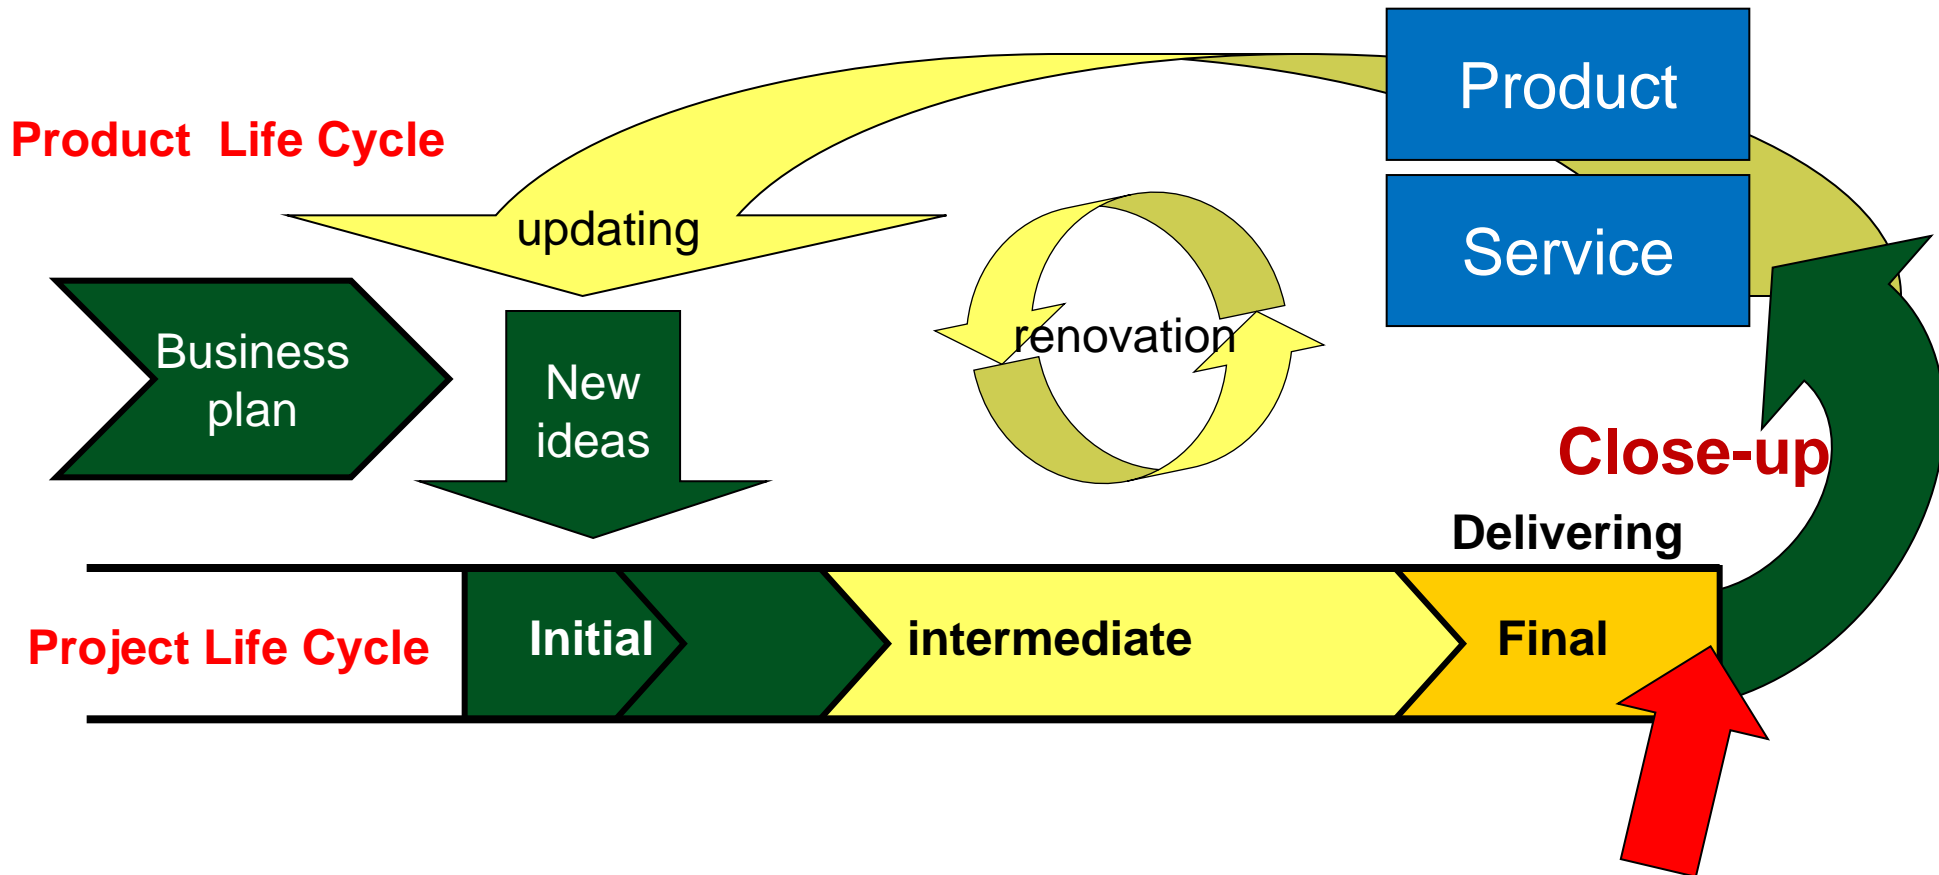 Product
Product  Life Cycle
updating
Service
renovation
Business
plan
New
ideas
Close-up
Delivering
Project Life Cycle
Initial
intermediate
Final